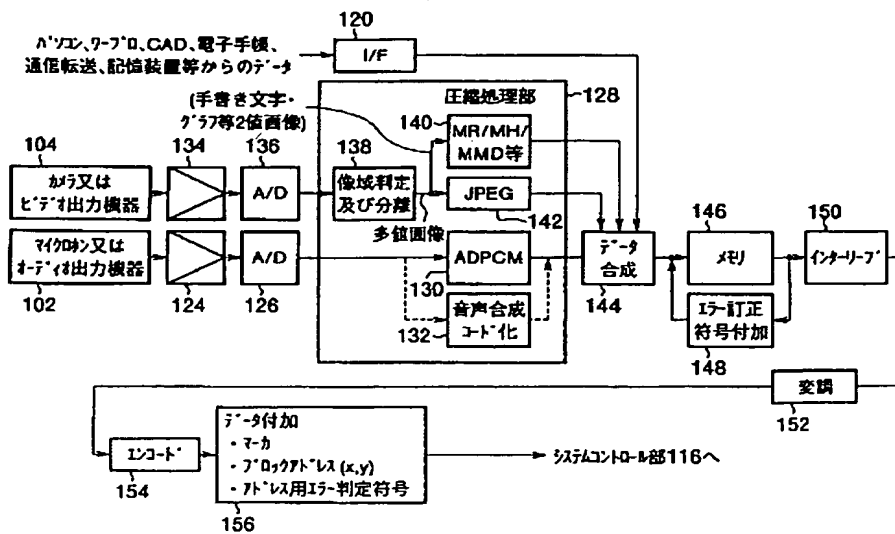 120
パソコン、ワープロ、CAD、電子手帳、
通信転送、記憶装置等からのデータ
I/F
(手書き文字・
グラフ等2値画像)
圧縮処理部
128
140
MR/MH/
MMD等
104
134
136
138
カメラ又は
ビデオ出力機器
A/D
像域判定
及び分離
JPEG
142
多値画像
146
150
マイクロホン又は
オーディオ出力機器
A/D
ADPCM
データ
合成
メモリ
インターリーブ
102
124
126
130
144
音声合成
コード化
132
エラー訂正
符号付加
148
変調
152
データ付加
・マーカ
・ブロックアドレス(x,y)
・アドレス用エラー判定符号
エンコード
154
システムコントロール部116へ
156